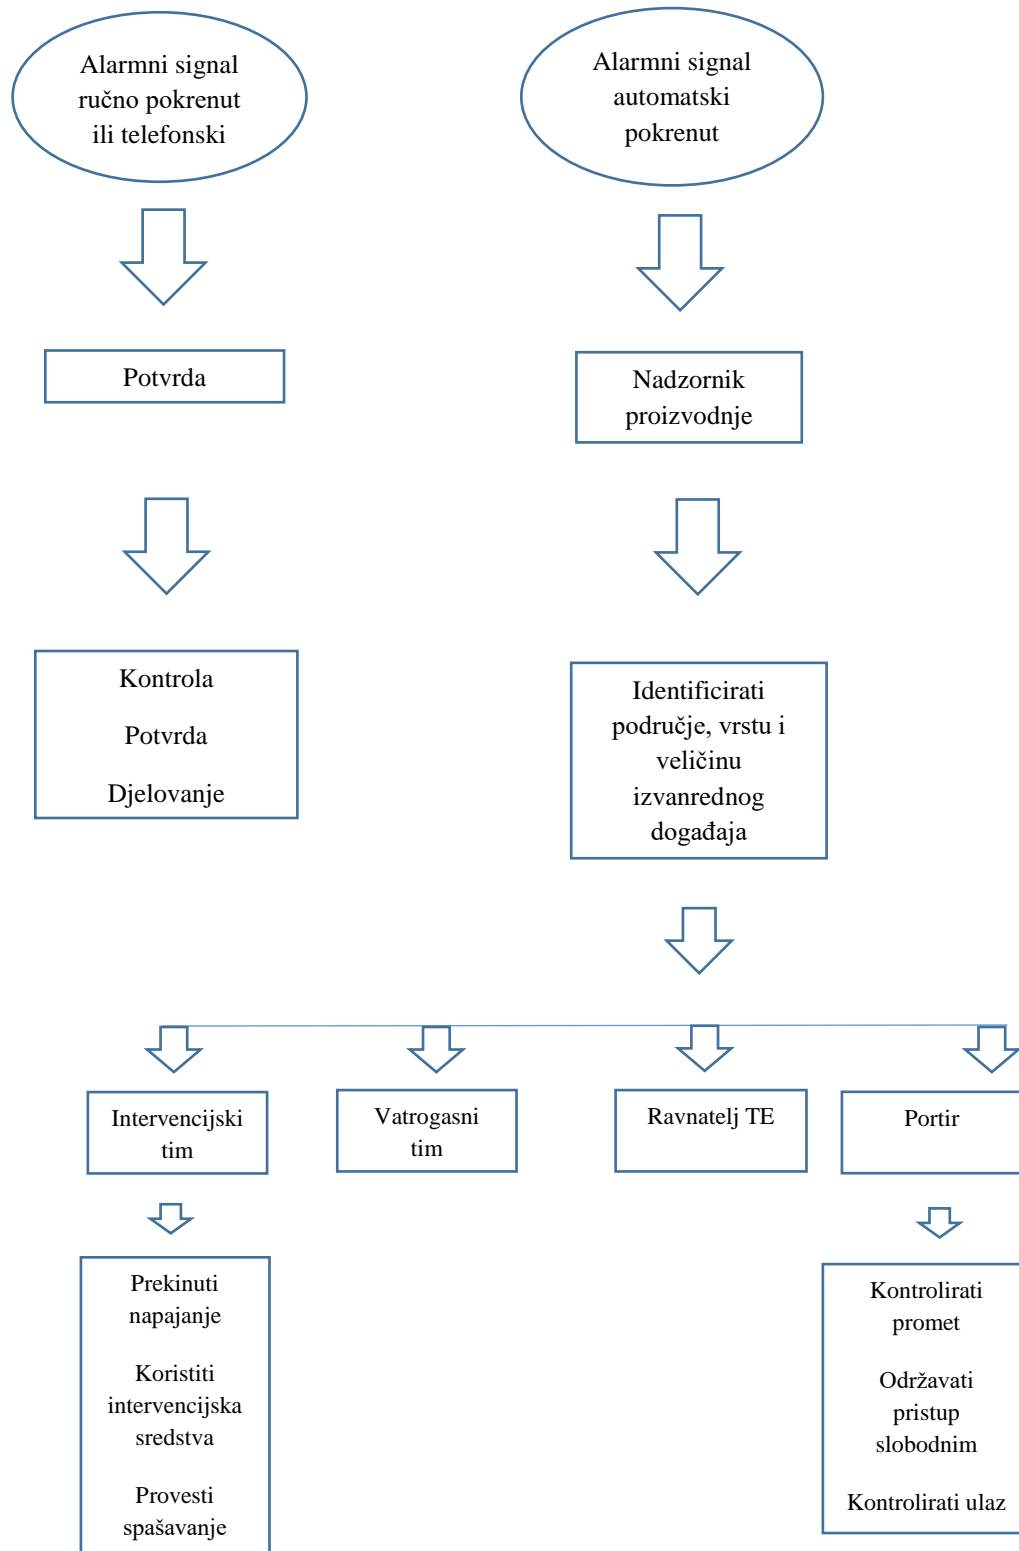 Alarmni signal
ručno pokrenut
ili telefonski
Alarmni signal
automatski
pokrenut
Potvrda
Nadzornik
proizvodnje
Kontrola
Potvrda
Djelovanje
Identificirati
područje, vrstu i
veličinu
izvanrednog
događaja
Intervencijski
tim
Vatrogasni
tim
Ravnatelj TE
Portir
Prekinuti
napajanje
Koristiti
intervencijska
sredstva
Provesti
spašavanje
Kontrolirati
promet
Održavati
pristup
slobodnim
Kontrolirati ulaz